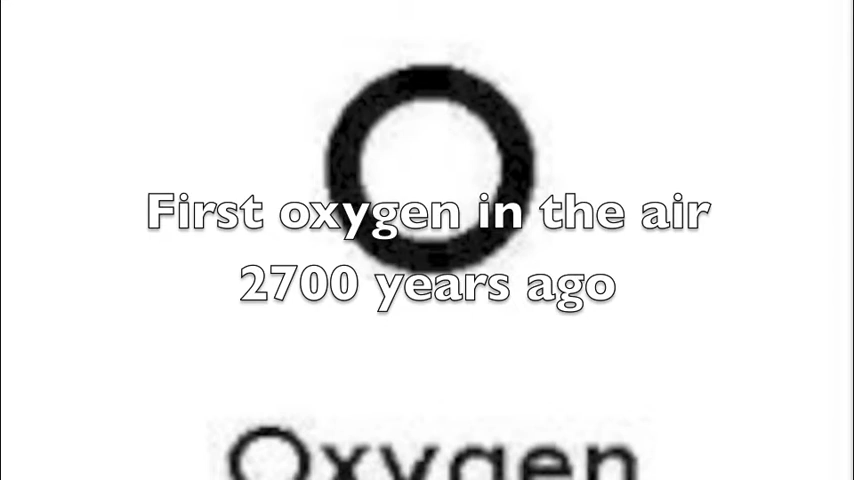 O
First oxygen in the air
2700 years ago
Oxygen